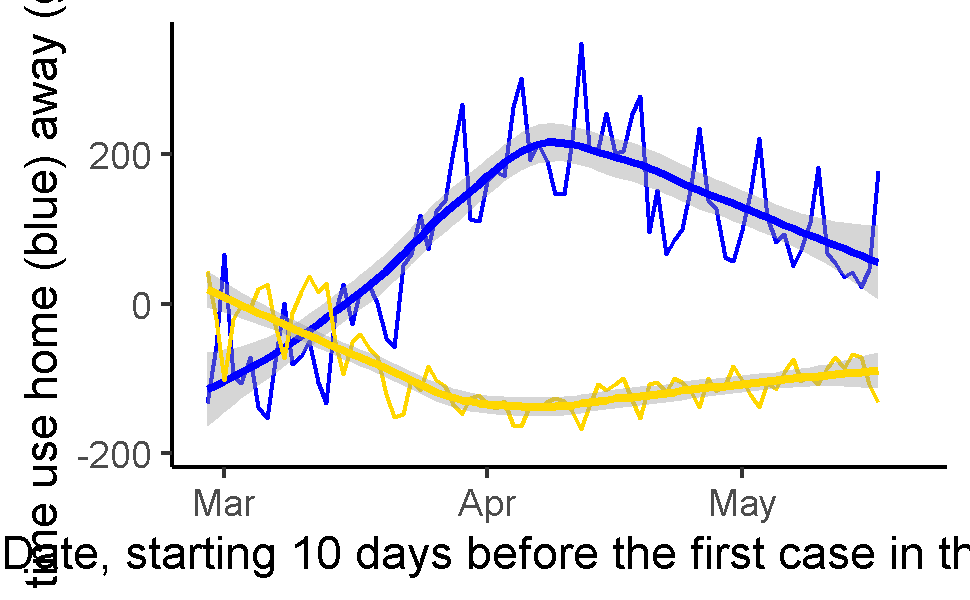 time use home (blue) away (
200
0
-200
Mar Apr May
Date, starting 10 days before the first case in th